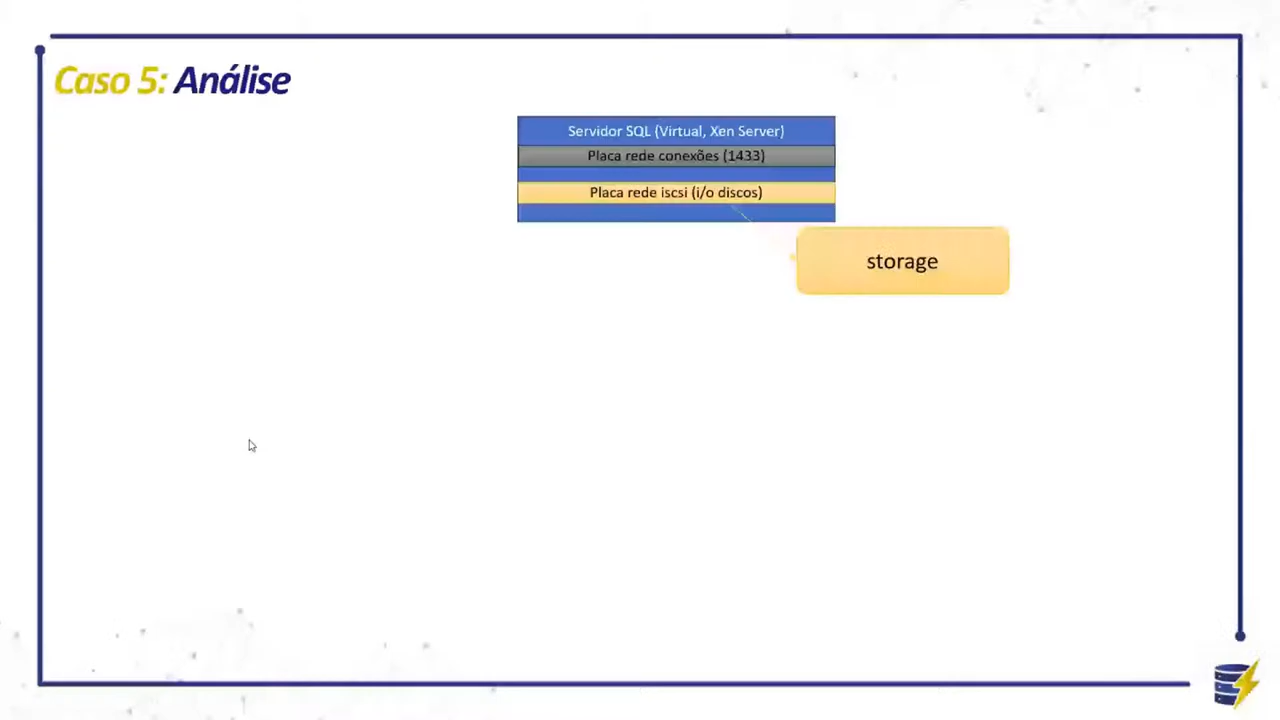 Caso 5: Análise
Servidor SQL (Virtual, Xen Server)
Placa rede conexões (1433)
Placa rede iscsi (i/o discos)
storage